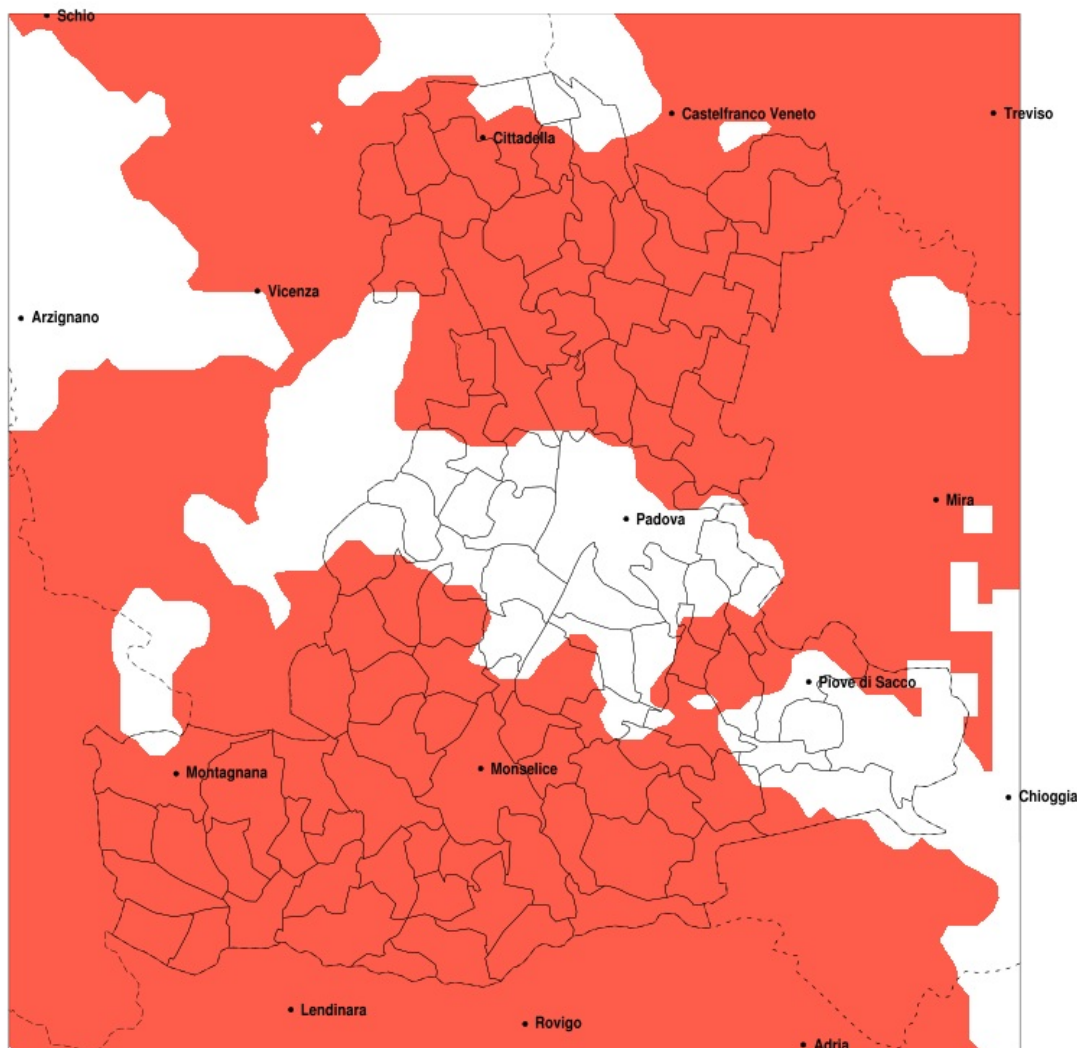 Schio
Castelfranco Veneto
Treviso
Cittadella
Vicenza
Arzignano
Mira
Padova
Piove di Sacco
Monselice
Montagnana
Chioggia
Lendinara
Rovigo
Adria